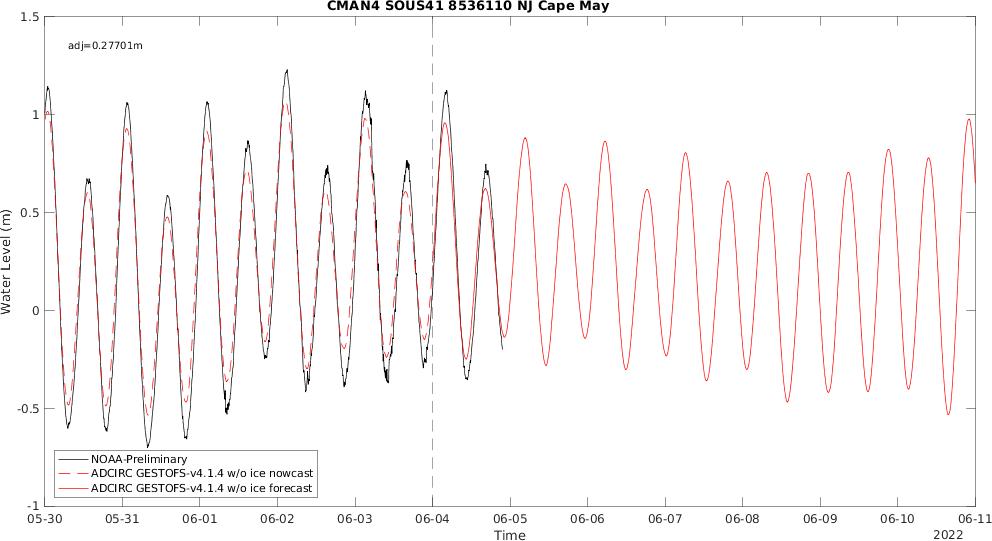 CMAN4 SOUS41 8536110 NJ Cape May
adj=0.27701m
Water Level (m)
1.5
1
0.5
0
-0.5
-1
NOAA-Preliminary
ADCIRC GESTOFS-v4.1.4 w/o ice nowcast
ADCIRC GESTOFS-v4.1.4 w/o ice forecast
05-30 05-31 06-01 06-02 06-03 06-04 06-05 06-06 06-07 06-08 06-09 06-10 06-11
Time
2022